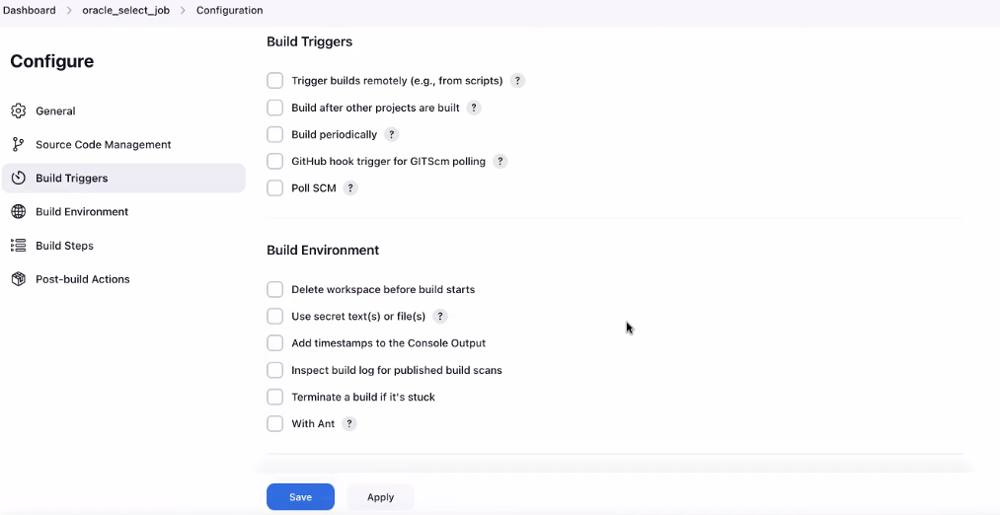 Dashboard > oracle_select_job > Configuration
Configure
General
Source Code Management
Build Triggers
Build Environment
Build Steps
Post-build Actions
Build Triggers
Trigger builds remotely (e.g., from scripts) ?
Build after other projects are built ?
Build periodically ?
GitHub hook trigger for GITScm polling ?
Poll SCM ?
Build Environment
Delete workspace before build starts
Use secret text(s) or file(s) ?
Add timestamps to the Console Output
Inspect build log for published build scans
Terminate a build if it's stuck
With Ant ?
Save Apply